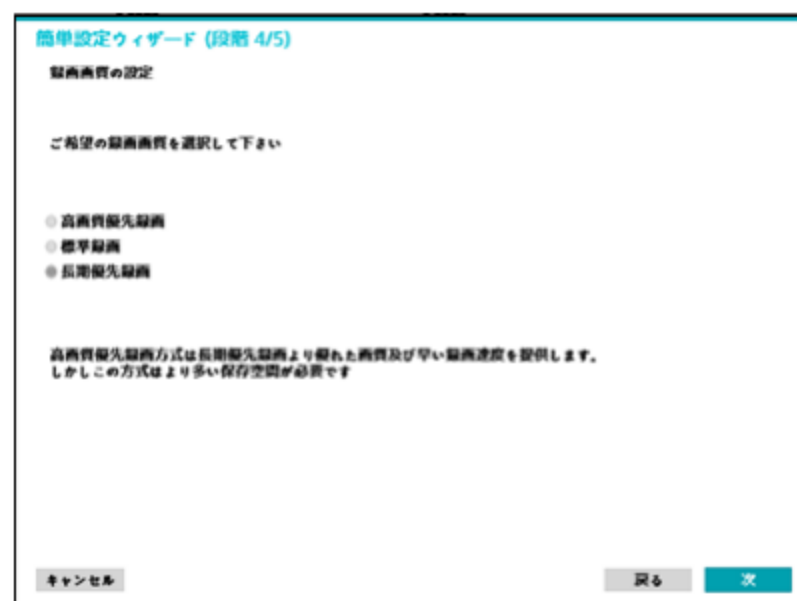 簡単設定ウィザード (段階 4/5)
録画画質の設定
ご希望の録画画質を選択して下さい
高画質優先録画
標準録画
長期優先録画
高画質優先録画方式は長期優先録画より優れた画質及び早い録画速度を提供します。
しかしこの方式はより多い保存空間が必要です
キャンセル
戻る
次